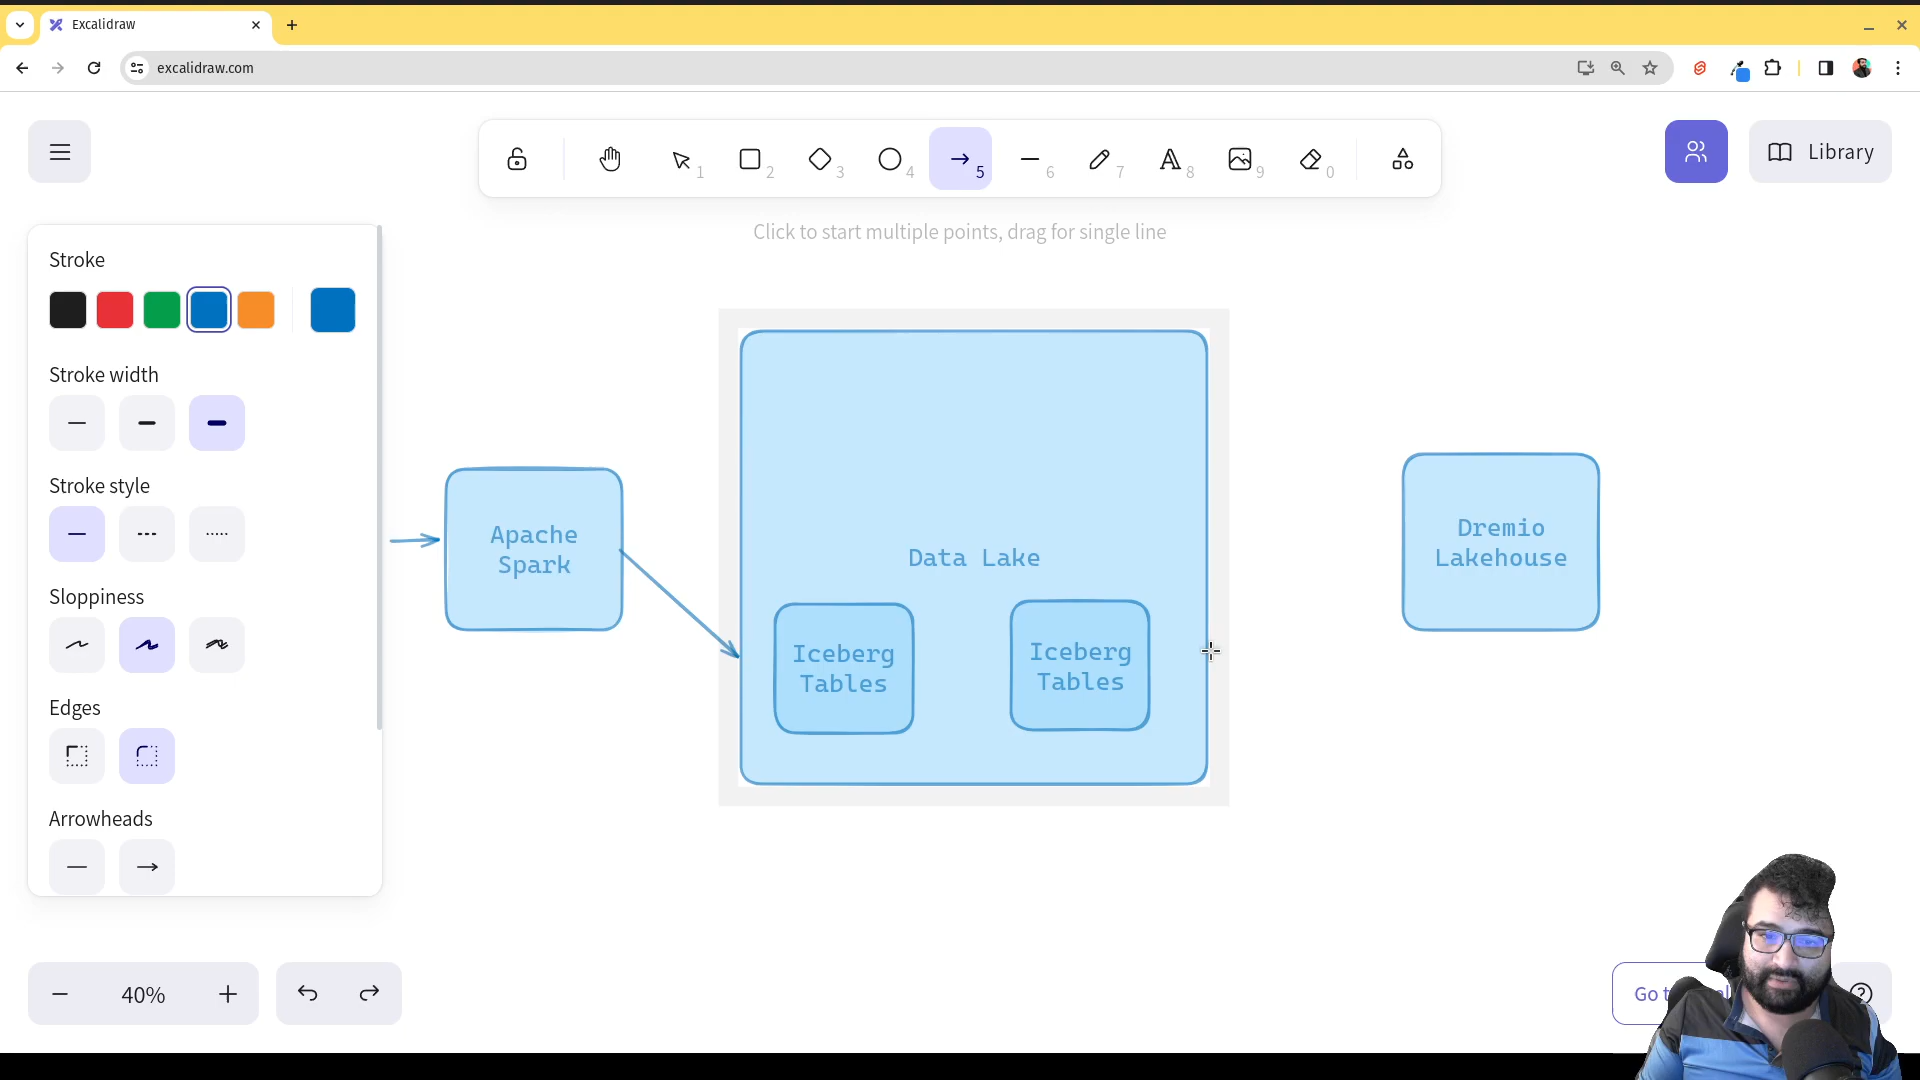 Excalidraw
excalidraw.com
1
2
3
4
5
6
7
8
9
0
Library
Click to start multiple points, drag for single line
Stroke
Stroke width
Stroke style
Sloppiness
Edges
Arrowheads
Apache
Spark
Data Lake
Iceberg
Tables
Iceberg
Tables
Dremio
Lakehouse
40%
Go